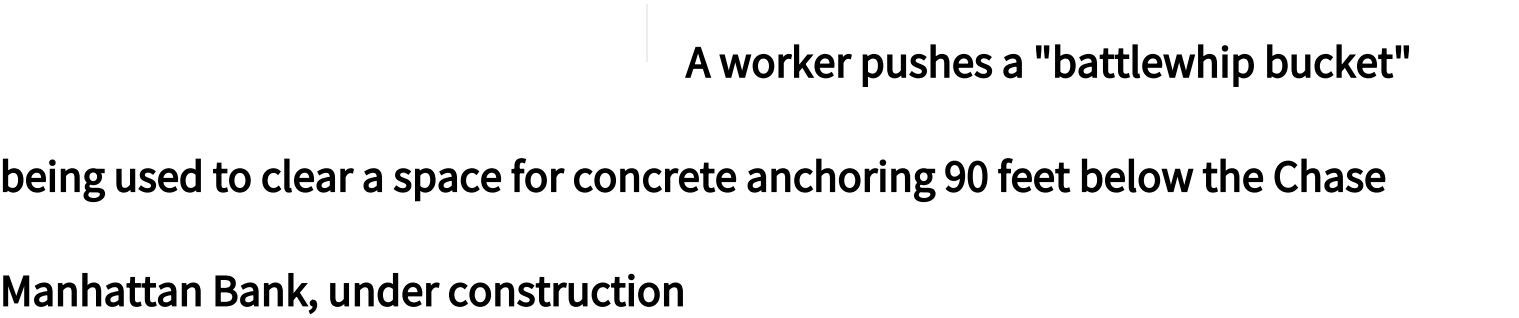 A worker pushes a "battlewhip bucket"
being used to clear a space for concrete anchoring 90 feet below the Chase
Manhattan Bank, under construction